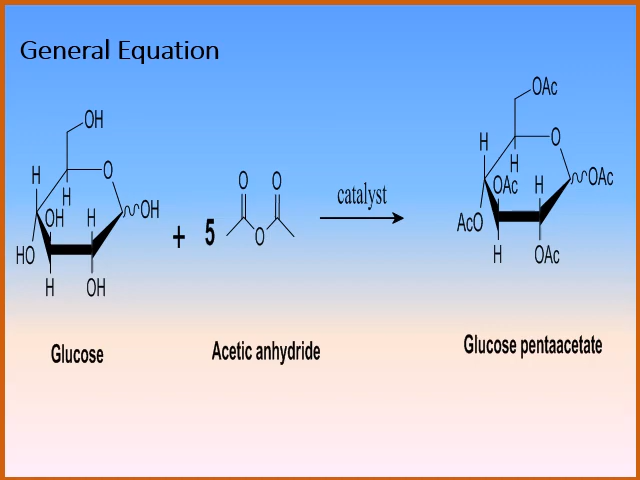 General Equation
OH
H
O
H
OH
H
OH
HO
H
OH
+
5
O
O
O
catalyst
OAc
H
O
H
OAc
H
OAc
AcO
H
OAc
Glucose
Acetic anhydride
Glucose pentaacetate